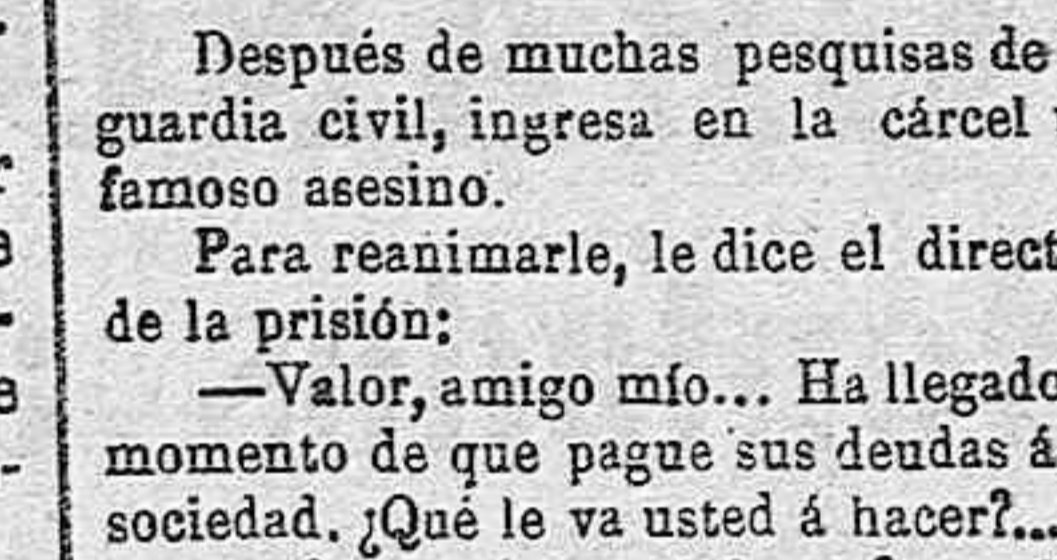 Después de muchas pesquisas de
guardia civil, ingresa en la cárcel
famoso asesino.
Para reanimarle, le dice el direct
de la prisión:
—Valor, amigo mío... Ha llegado
momento de que pague sus deudas á
sociedad. ¿Qué le va usted á hacer?...